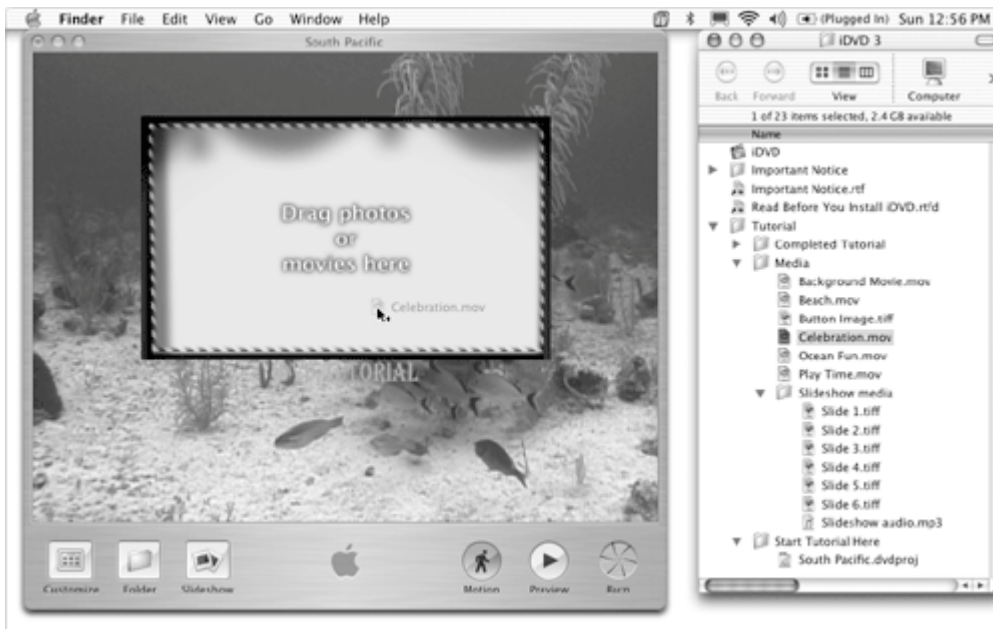 Finder File Edit View Go Window Help (Plugged In) Sun 12:56 PM
South Pacific
Drag photos
or
movies here
Celebration.mov
TORIAL
Customize Folder Slideshow Motion Preview Burn
iDVD 3
Back Forward View Computer
1 of 23 items selected, 2.4 GB available
Name
iDVD
Important Notice
Important Notice.rtf
Read Before You Install iDVD.rtfd
Tutorial
Completed Tutorial
Media
Background Movie.mov
Beach.mov
Button Image.tiff
Celebration.mov
Ocean Fun.mov
Play Time.mov
Slideshow media
Slide 1.tiff
Slide 2.tiff
Slide 3.tiff
Slide 4.tiff
Slide 5.tiff
Slide 6.tiff
Slideshow audio.mp3
Start Tutorial Here
South Pacific.dvdproj